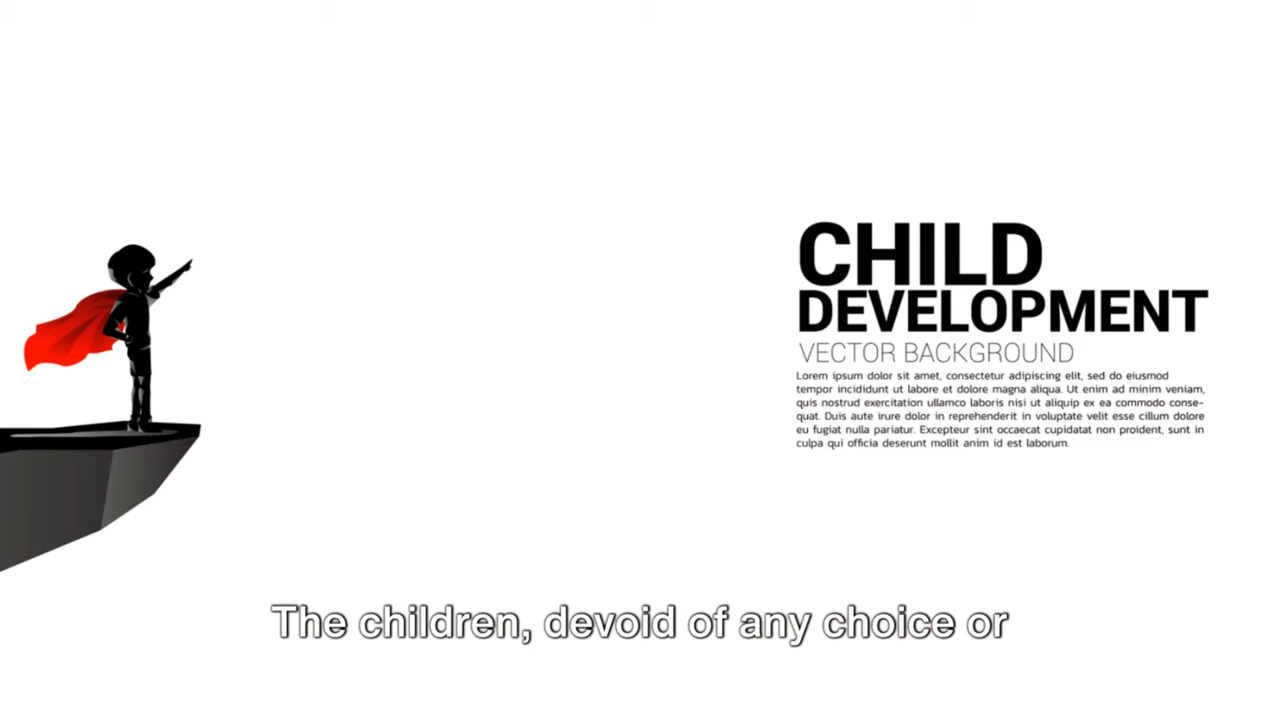 CHILD
DEVELOPMENT
VECTOR BACKGROUND
Lorem ipsum dolor sit amet, consectetur adipiscing elit, sed do eiusmod
tempor incididunt ut labore et dolore magna aliqua. Ut enim ad minim veniam,
quis nostrud exercitation ullamco laboris nisi ut aliquip ex ea commodo conse-
quat. Duis aute irure dolor in reprehenderit in voluptate velit esse cillum dolore
eu fugiat nulla pariatur. Excepteur sint occaecat cupidatat non proident, sunt in
culpa qui officia deserunt mollit anim id est laborum.
The children, devoid of any choice or